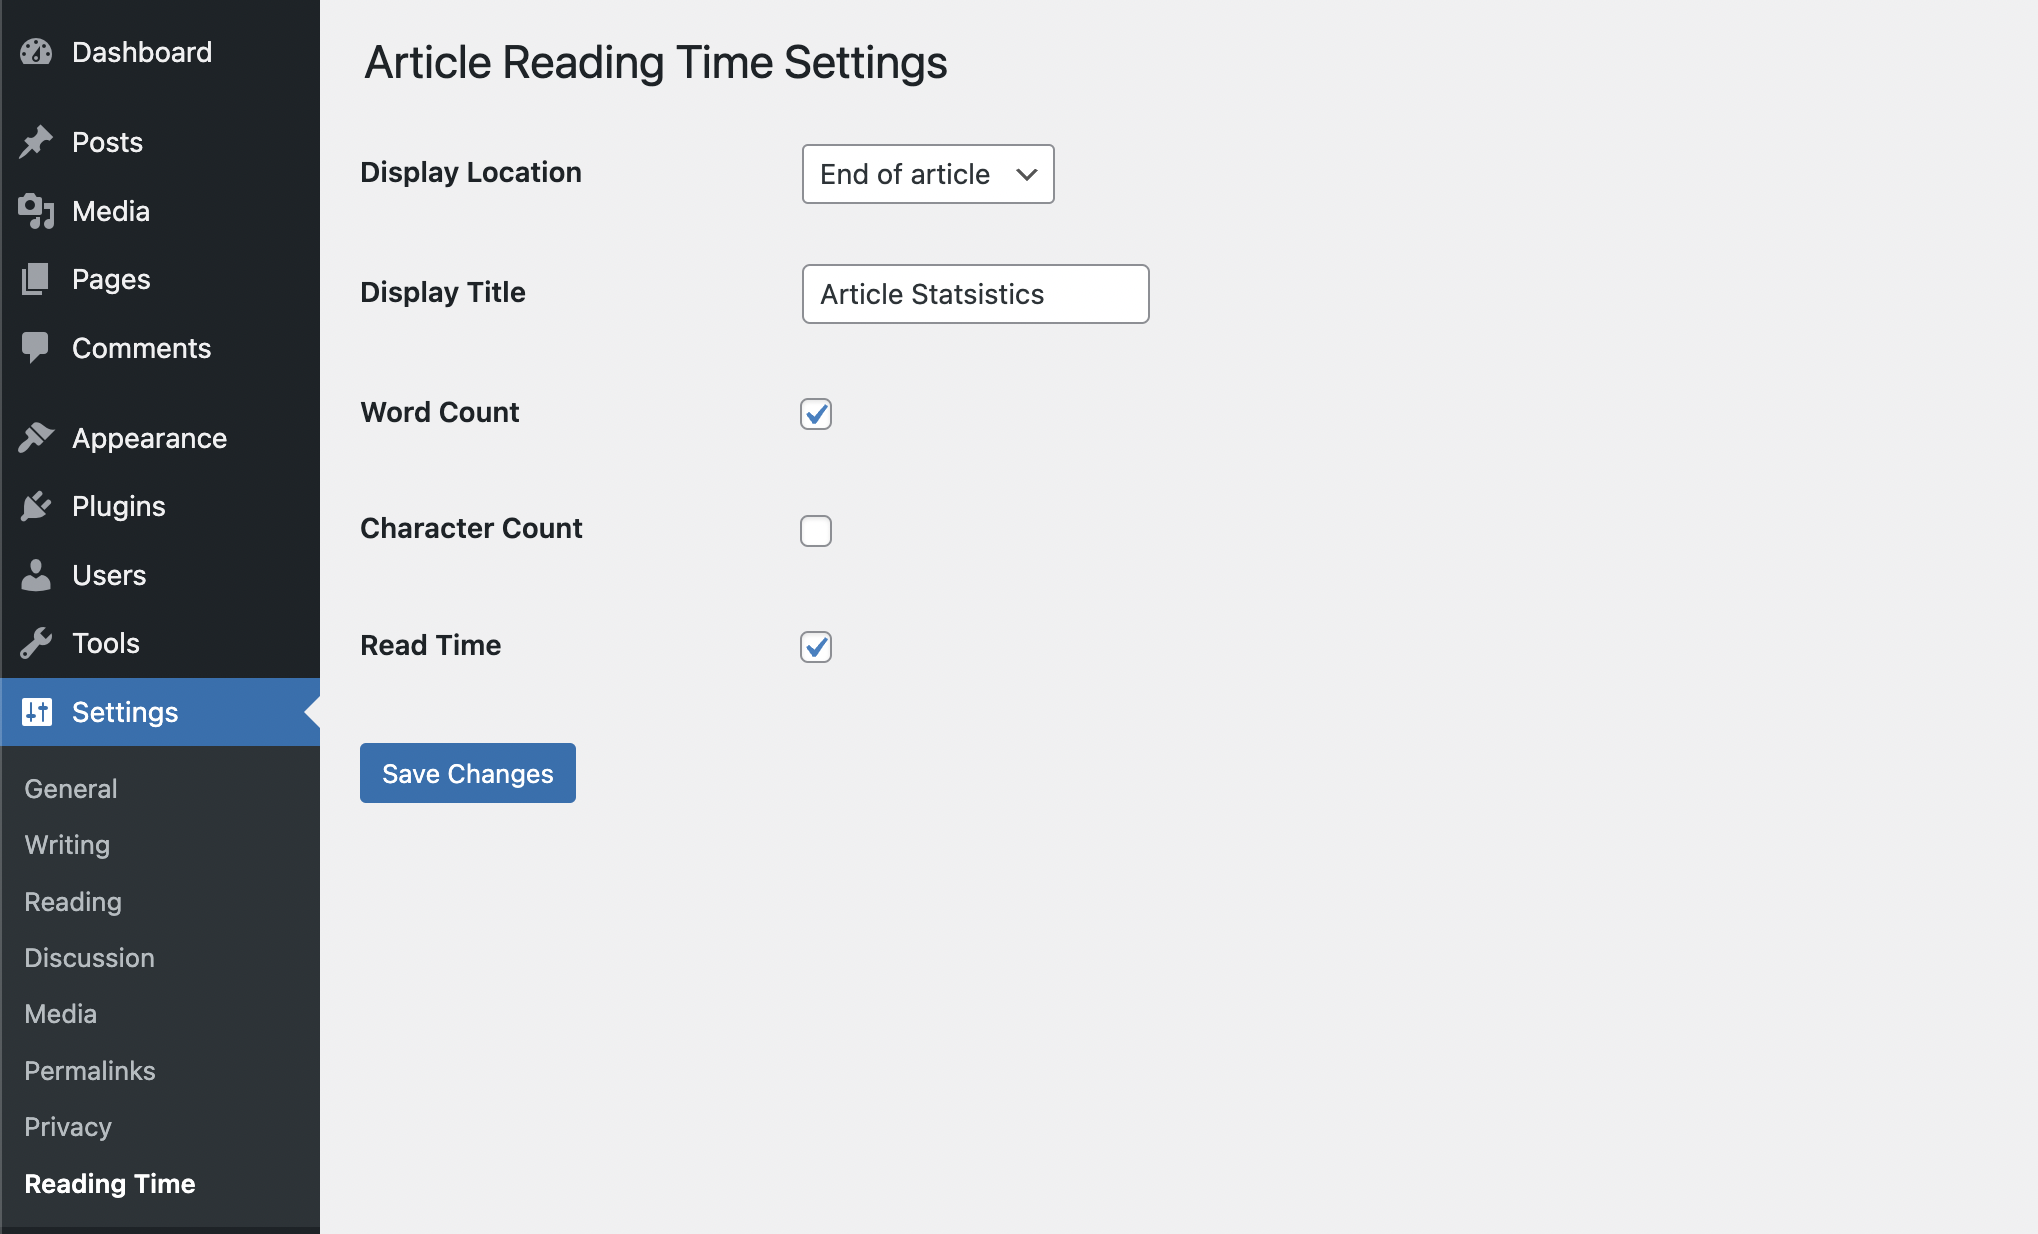 Dashboard
Posts
Media
Pages
Comments
Appearance
Plugins
Users
Tools
Settings
General
Writing
Reading
Discussion
Media
Permalinks
Privacy
Reading Time
Article Reading Time Settings
Display Location
End of article
Display Title
Article Statsistics
Word Count
Character Count
Read Time
Save Changes